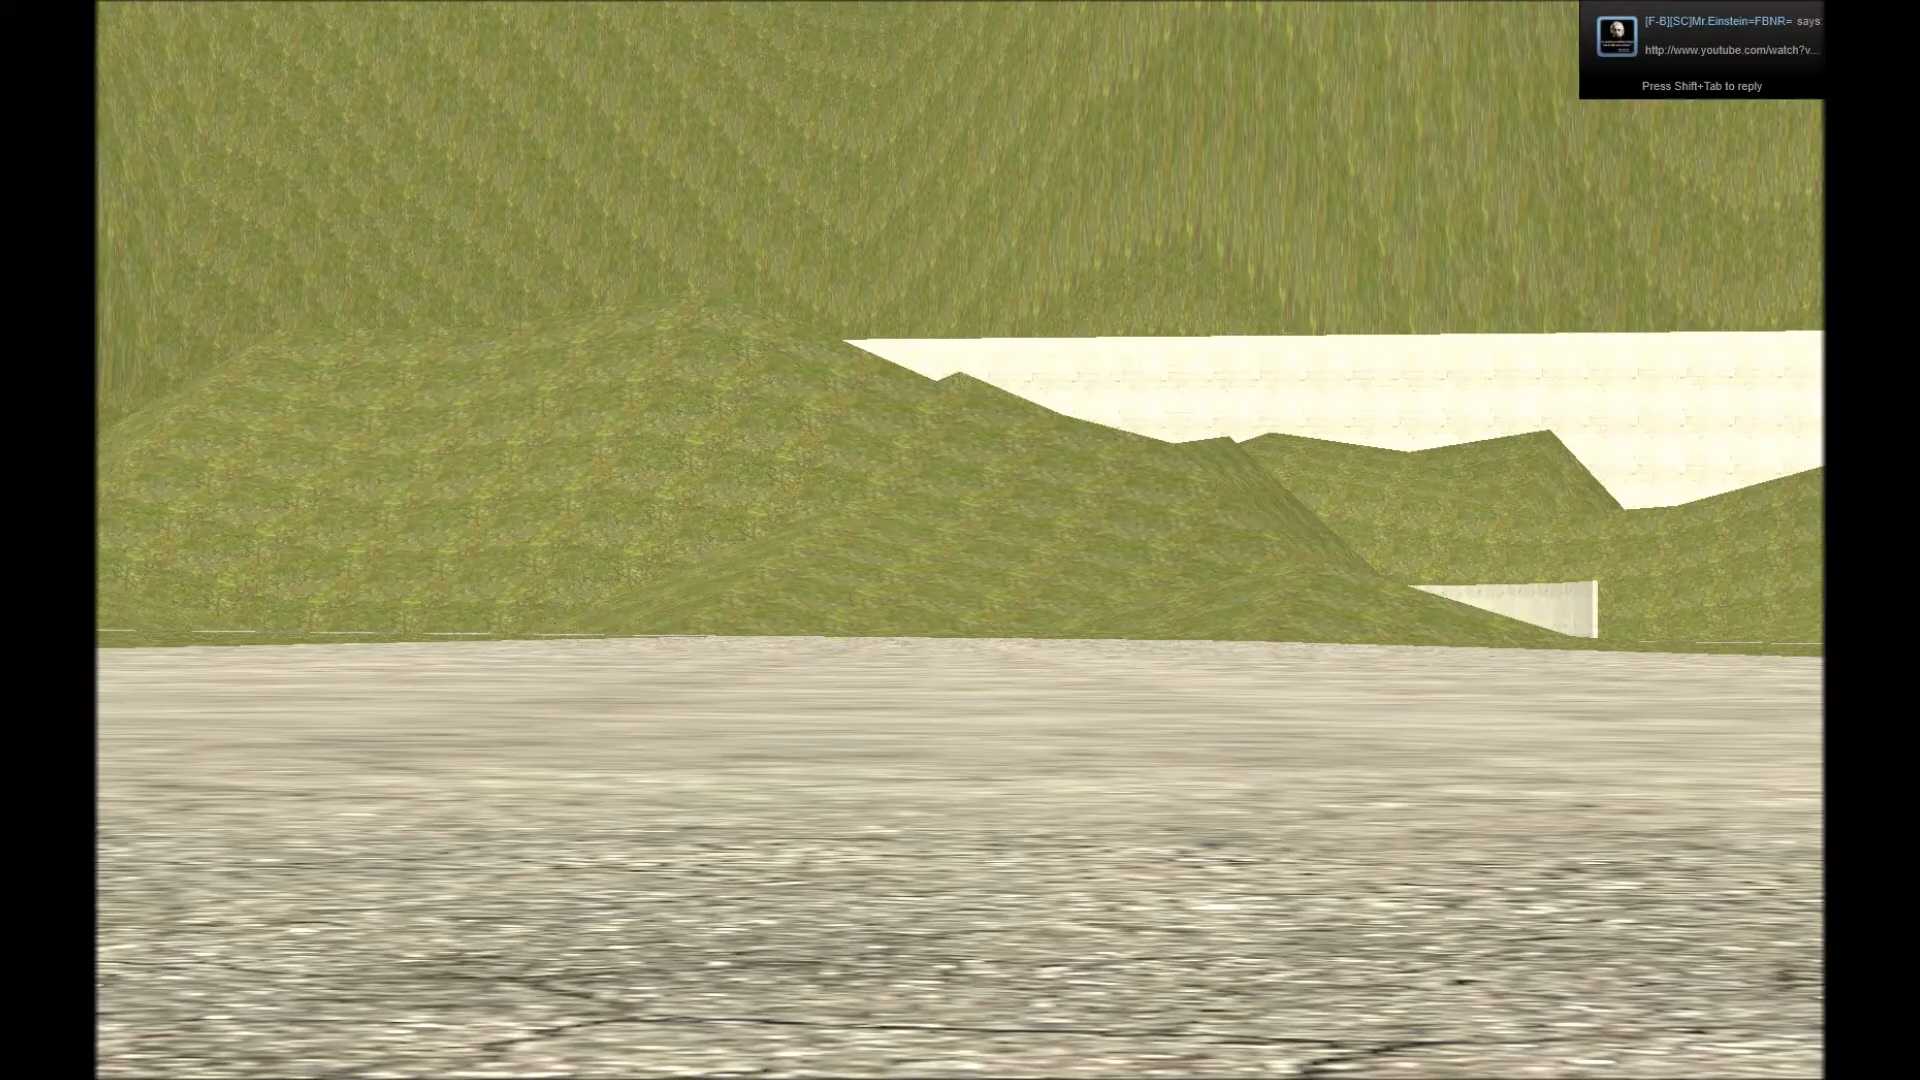 [F-B][SC]Mr.Einstein=FBNR= says:
http://www.youtube.com/watch?v...
Press Shift+Tab to reply